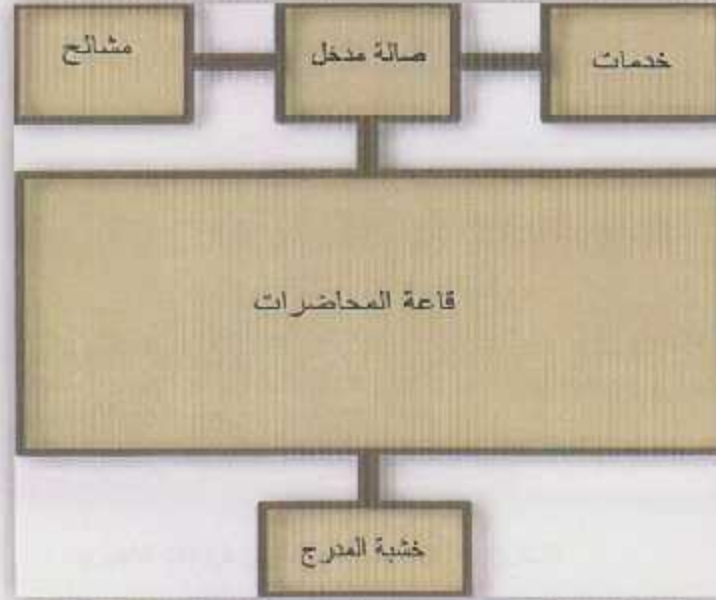 خدمات
صالة مدخل
مشالح
قاعة المحاضرات
خشبة المدرج